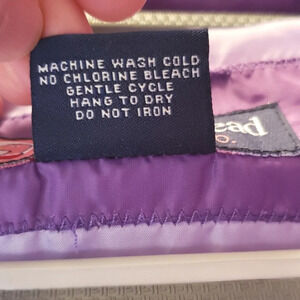 MACHINE WASH COLD
NO CHLORINE BLEACH
GENTLE CYCLE
HANG TO DRY
DO NOT IRON